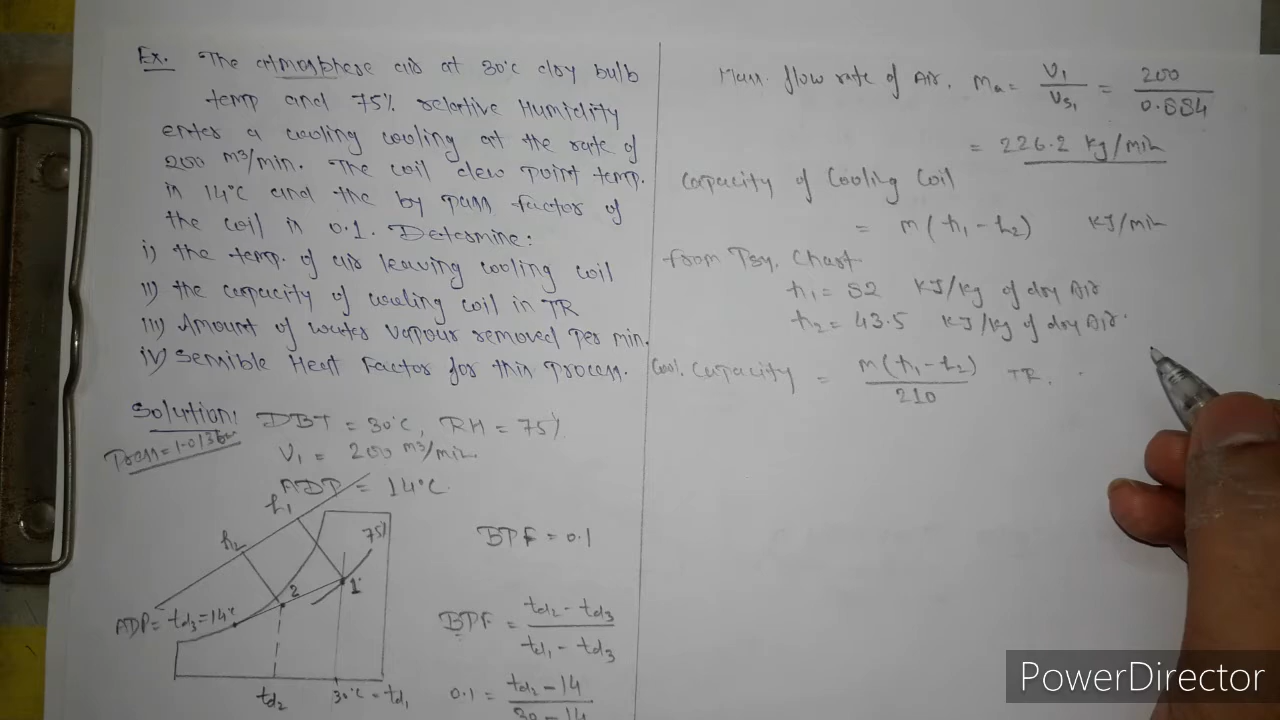 Ex. The atmosphere air at 30°C dry bulb
temp and 75% relative Humidity
enter a cooling cooling at the rate of
200 m3/min. The coil dew point temp.
is 14°C and the by pass factor of
the coil is 0.1. Determine:
i) the temp. of air leaving cooling coil
ii) the capacity of cooling coil in TR
iii) Amount of water vapour removed per min.
iv) Sensible Heat Factor for this process.
Solution: DBT = 30°C, RH = 75%
Press = 1.013 bar
V1 = 200 m3/min
ADP = 14°C.
h1
h2
75%
2
1
ADP = td3 = 14°C
td2
30°C = td1
BPF = 0.1
BPF = td2 - td3
td1 - td3
0.1 = td2 - 14
30 - 14
Mass flow rate of Air, Ma = V1 / Vs1 = 200 / 0.884
= 226.2 Kg/min
Capacity of Cooling Coil
= m(h1 - h2) KJ/min
From Psy. Chart
h1 = 82 KJ/Kg of dry Air
h2 = 43.5 KJ/Kg of dry Air.
Cool. Capacity = m(h1 - h2) / 210 TR.
PowerDirector